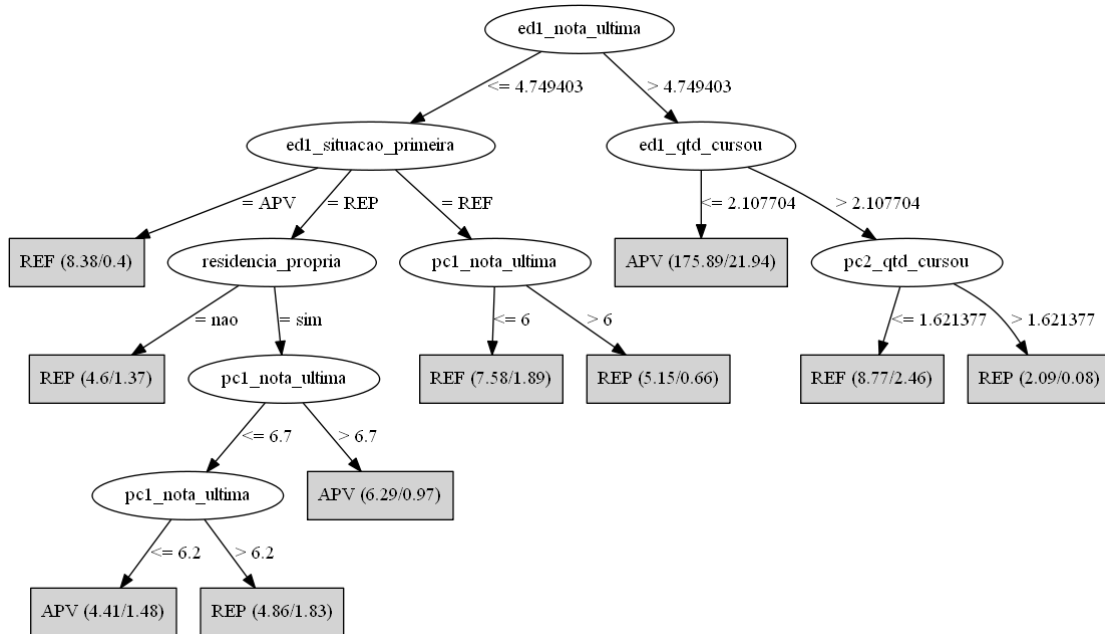 ed1_nota_ultima
<= 4.749403
> 4.749403
ed1_situacao_primeira
ed1_qtd_cursou
= APV
= REP
= REF
<= 2.107704
> 2.107704
REF (8.38/0.4)
residencia_propria
pc1_nota_ultima
APV (175.89/21.94)
pc2_qtd_cursou
= nao
= sim
<= 6
> 6
<= 1.621377
> 1.621377
REP (4.6/1.37)
pc1_nota_ultima
REF (7.58/1.89)
REP (5.15/0.66)
REF (8.77/2.46)
REP (2.09/0.08)
<= 6.7
> 6.7
pc1_nota_ultima
APV (6.29/0.97)
<= 6.2
> 6.2
APV (4.41/1.48)
REP (4.86/1.83)